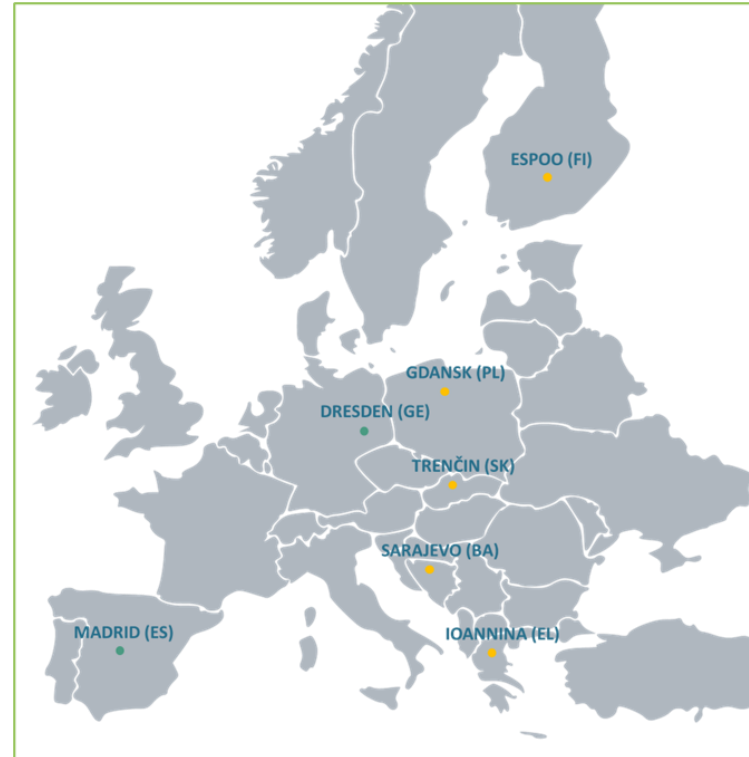 ESPOO (FI)
GDANSK (PL)
DRESDEN (GE)
TRENČIN (SK)
SARAJEVO (BA)
MADRID (ES)
IOANNINA (EL)